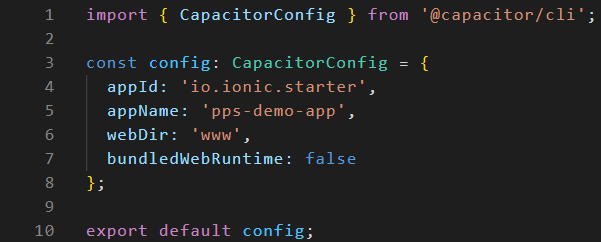 1 import { CapacitorConfig } from '@capacitor/cli';
2
3 const config: CapacitorConfig = {
4   appId: 'io.ionic.starter',
5   appName: 'pps-demo-app',
6   webDir: 'www',
7   bundledWebRuntime: false
8 };
9
10 export default config;